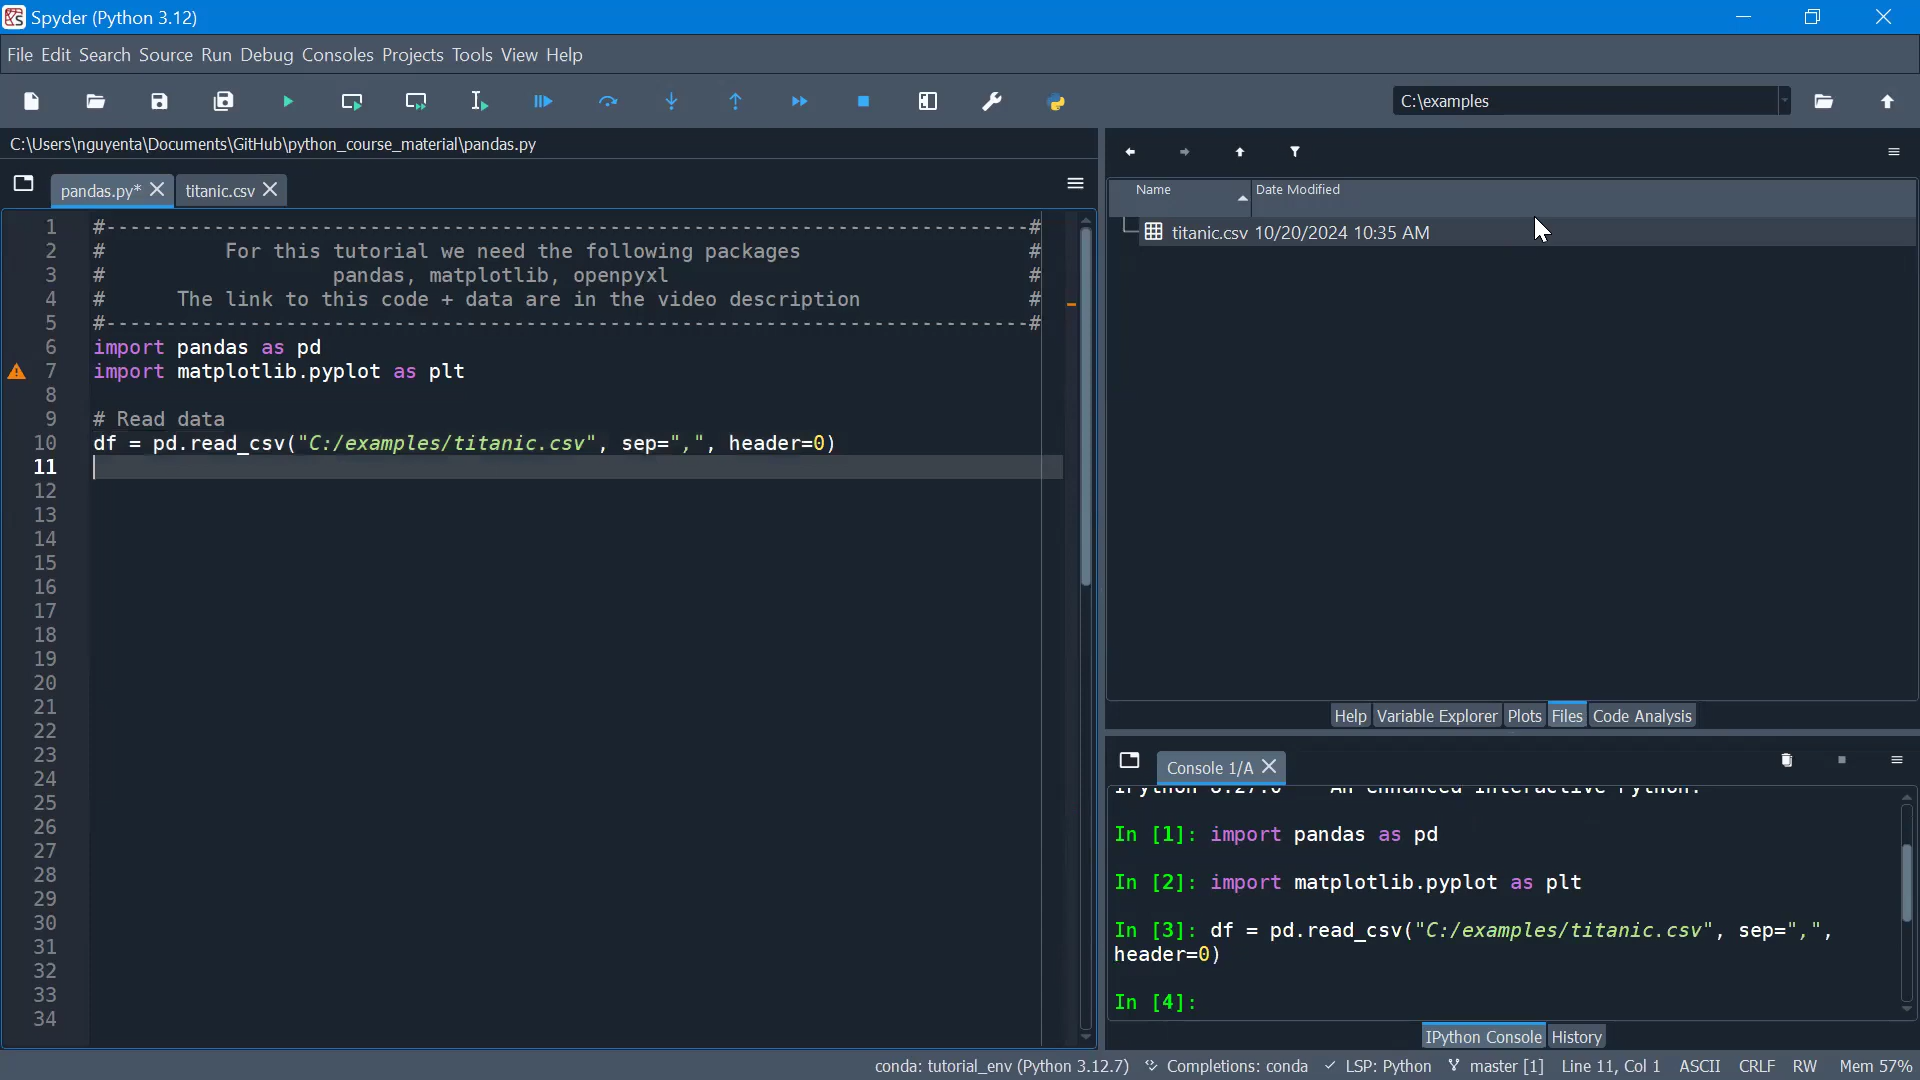 Spyder (Python 3.12)
File Edit Search Source Run Debug Consoles Projects Tools View Help
C:\examples
C:\Users\nguyenta\Documents\GitHub\python_course_material\pandas.py
pandas.py* titanic.csv
1 #-----------------------------------------------------------------------------#
2 # For this tutorial we need the following packages #
3 # pandas, matplotlib, openpyxl #
4 # The link to this code + data are in the video description #
5 #-----------------------------------------------------------------------------#
6 import pandas as pd
7 import matplotlib.pyplot as plt
8
9 # Read data
10 df = pd.read_csv("C:/examples/titanic.csv", sep=",", header=0)
11
12
13
14
15
16
17
18
19
20
21
22
23
24
25
26
27
28
29
30
31
32
33
34
Name Date Modified
titanic.csv 10/20/2024 10:35 AM
Help Variable Explorer Plots Files Code Analysis
Console 1/A
In [1]: import pandas as pd
In [2]: import matplotlib.pyplot as plt
In [3]: df = pd.read_csv("C:/examples/titanic.csv", sep=",",
header=0)
In [4]:
IPython Console History
conda: tutorial_env (Python 3.12.7) Completions: conda LSP: Python master [1] Line 11, Col 1 ASCII CRLF RW Mem 57%